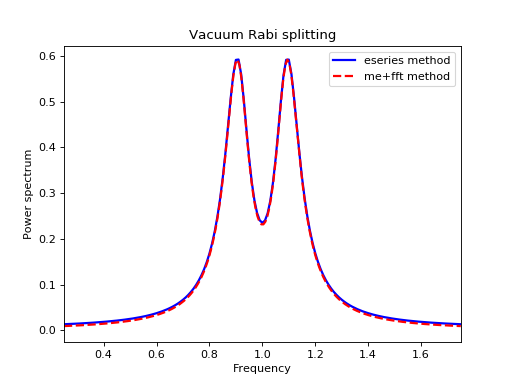 Vacuum Rabi splitting
eseries method
me+fft method
Power spectrum
0.6
0.5
0.4
0.3
0.2
0.1
0.0
0.4 0.6 0.8 1.0 1.2 1.4 1.6
Frequency